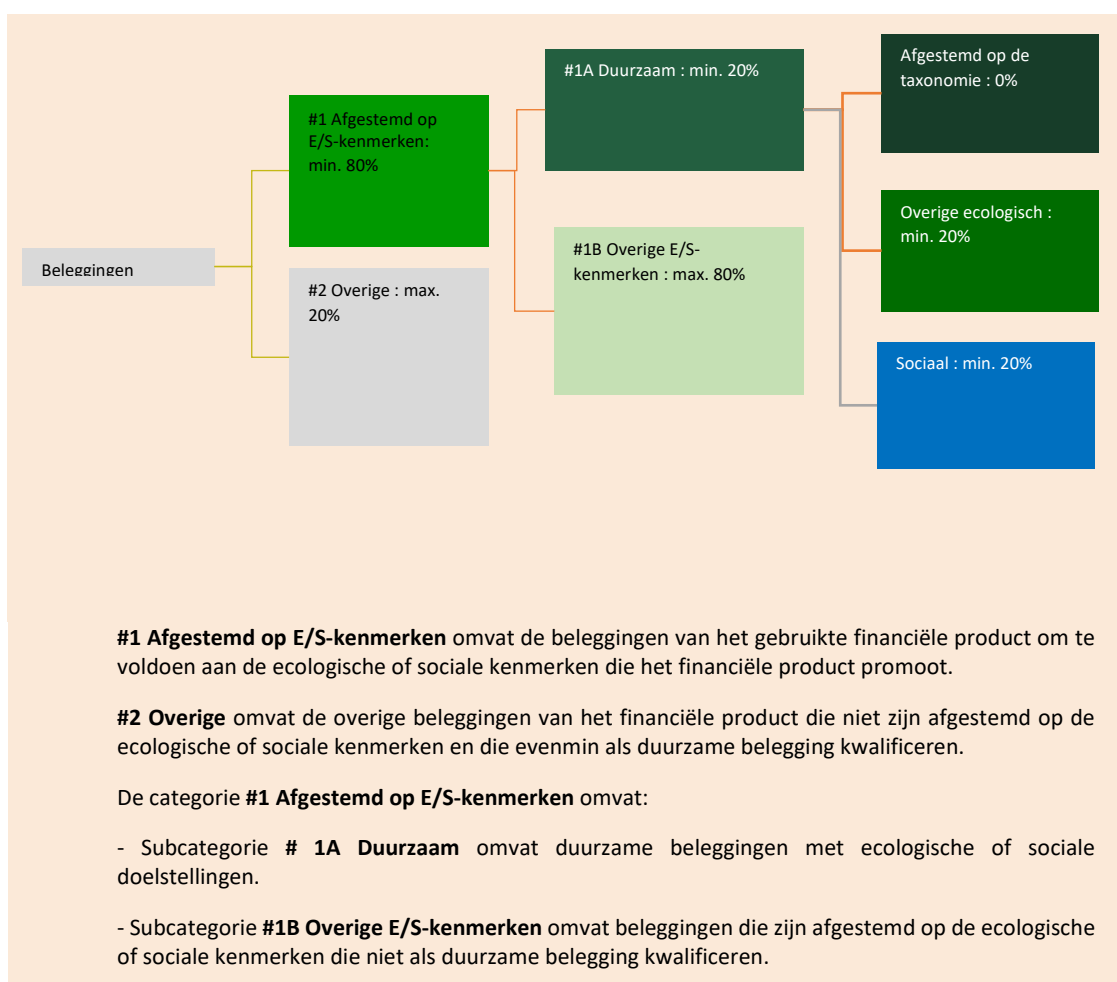 Beleggingen
#1 Afgestemd op
E/S-kenmerken:
min. 80%
#2 Overige : max.
20%
#1A Duurzaam : min. 20%
#1B Overige E/S-
kenmerken : max. 80%
Afgestemd op de
taxonomie : 0%
Overige ecologisch :
min. 20%
Sociaal : min. 20%
#1 Afgestemd op E/S-kenmerken omvat de beleggingen van het gebruikte financiële product om te
voldoen aan de ecologische of sociale kenmerken die het financiële product promoot.
#2 Overige omvat de overige beleggingen van het financiële product die niet zijn afgestemd op de
ecologische of sociale kenmerken en die evenmin als duurzame belegging kwalificeren.
De categorie #1 Afgestemd op E/S-kenmerken omvat:
- Subcategorie # 1A Duurzaam omvat duurzame beleggingen met ecologische of sociale
doelstellingen.
- Subcategorie #1B Overige E/S-kenmerken omvat beleggingen die zijn afgestemd op de ecologische
of sociale kenmerken die niet als duurzame belegging kwalificeren.